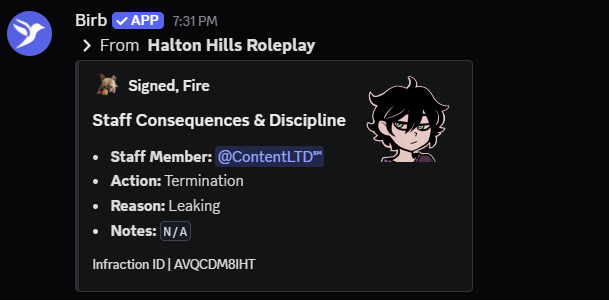 Birb ✓ APP 7:31 PM
From Halton Hills Roleplay
Signed, Fire
Staff Consequences & Discipline
• Staff Member: @ContentLTD℠
• Action: Termination
• Reason: Leaking
• Notes: N/A
Infraction ID | AVQCDM8IHT